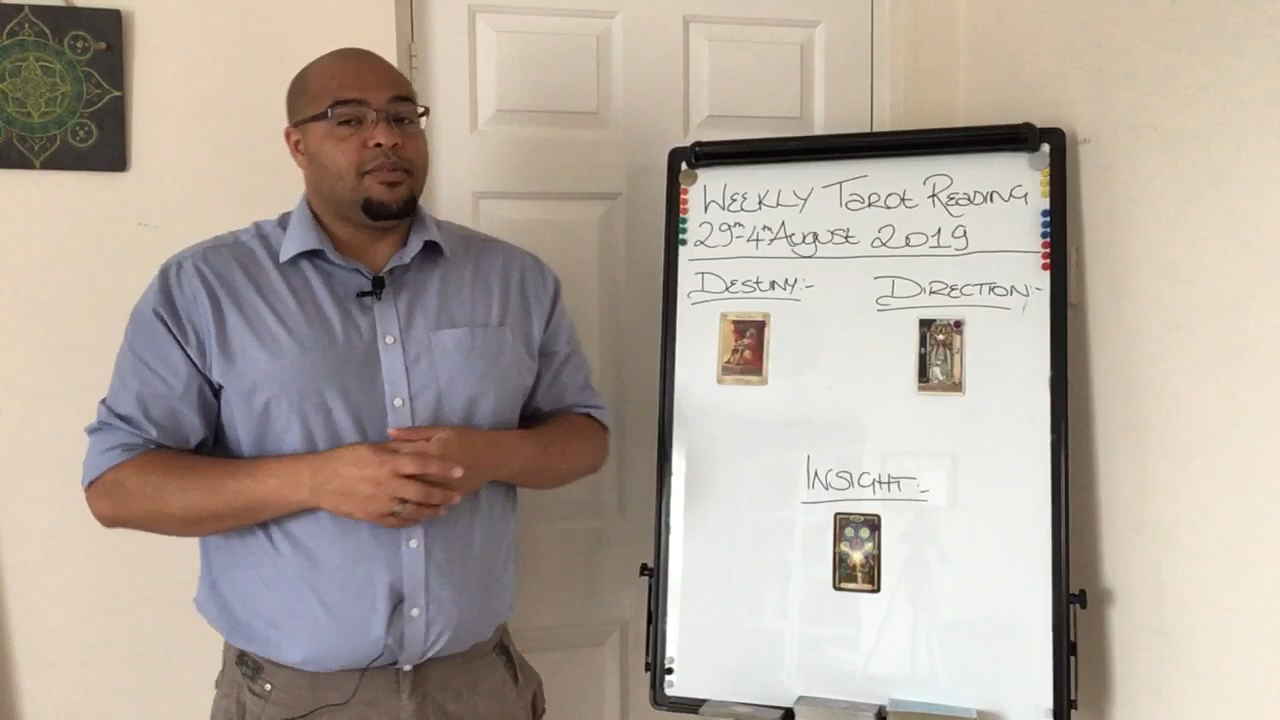 WEEKLY TAROT READING
29th-4th August 2019
DESTINY:-
DIRECTION:-
INSIGHT:-